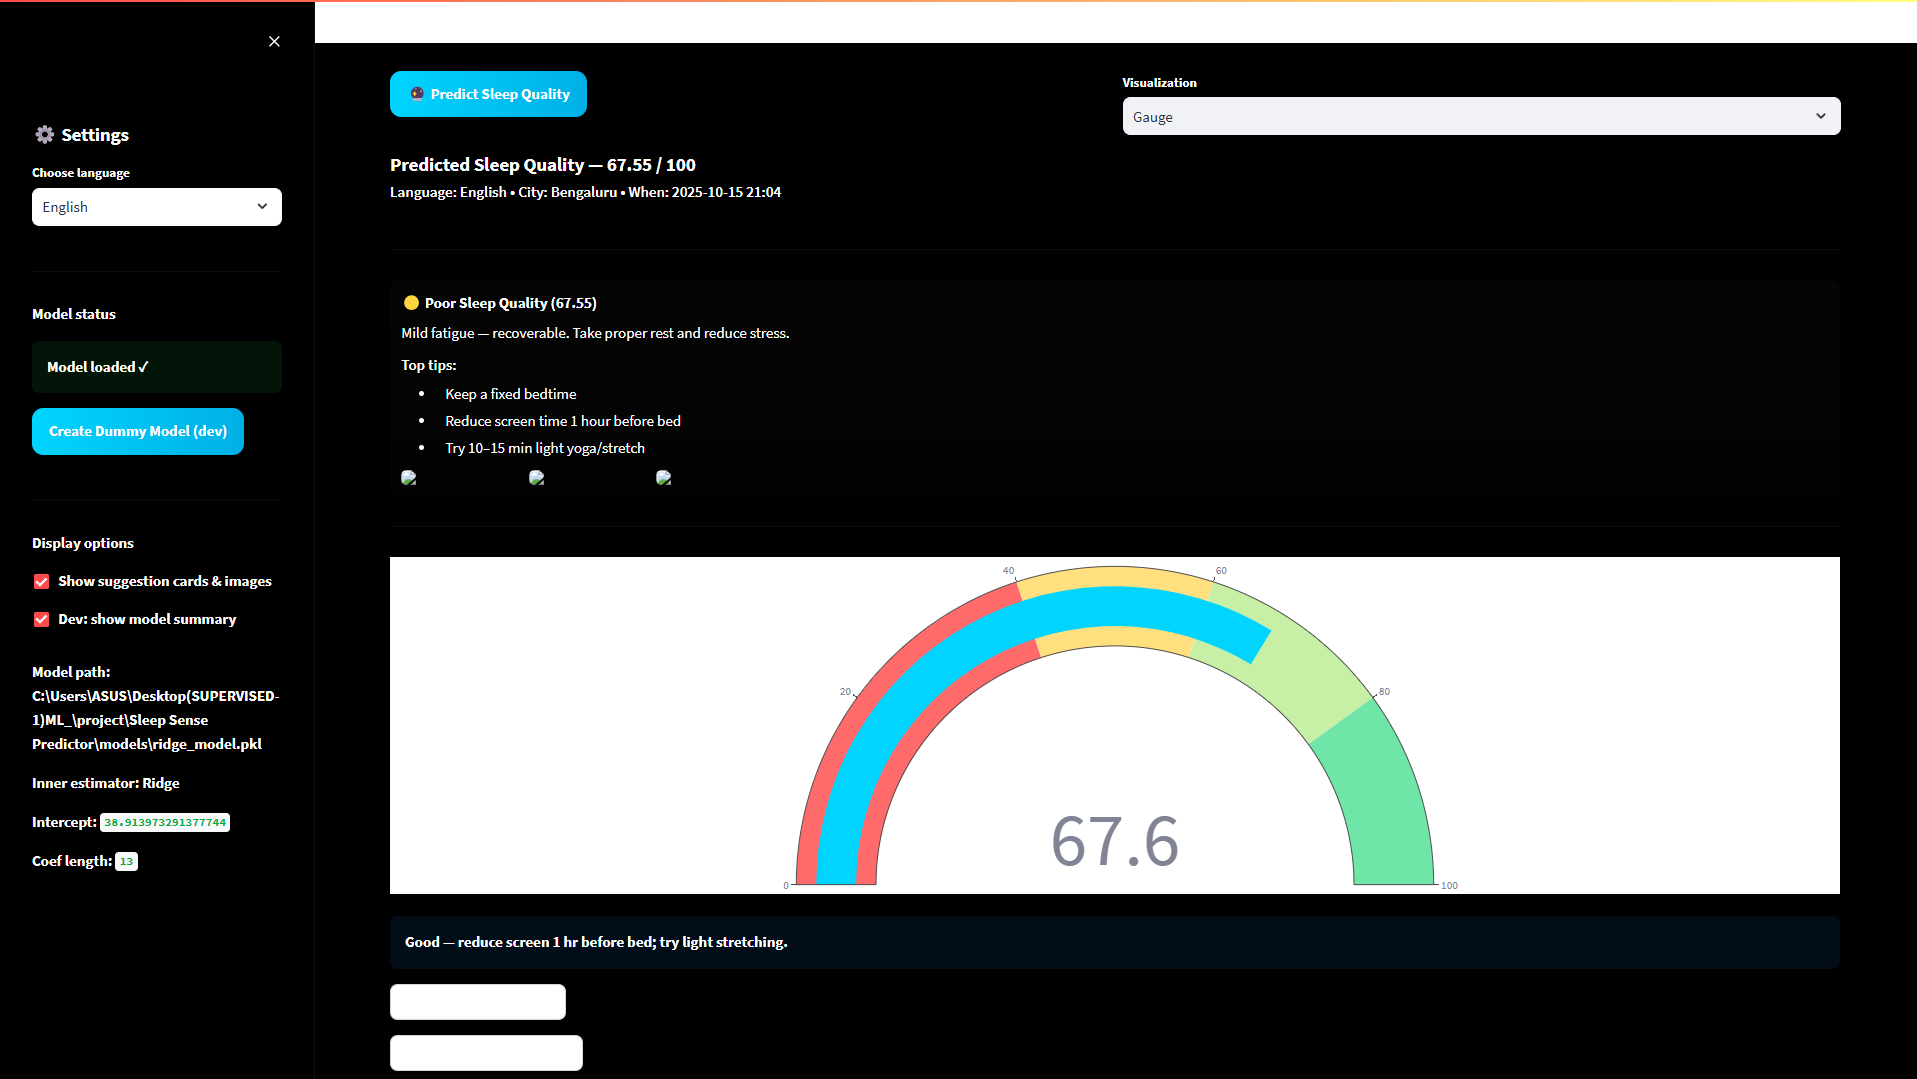 Settings
Choose language
English
Model status
Model loaded ✓
Create Dummy Model (dev)
Display options
Show suggestion cards & images
Dev: show model summary
Model path:
C:\Users\ASUS\Desktop(SUPERVISED-
1)ML_\project\Sleep Sense
Predictor\models\ridge_model.pkl
Inner estimator: Ridge
Intercept: 38.913973291377744
Coef length: 13
Predict Sleep Quality
Visualization
Gauge
Predicted Sleep Quality — 67.55 / 100
Language: English • City: Bengaluru • When: 2025-10-15 21:04
Poor Sleep Quality (67.55)
Mild fatigue — recoverable. Take proper rest and reduce stress.
Top tips:
• Keep a fixed bedtime
• Reduce screen time 1 hour before bed
• Try 10–15 min light yoga/stretch
0
20
40
60
80
100
67.6
Good — reduce screen 1 hr before bed; try light stretching.